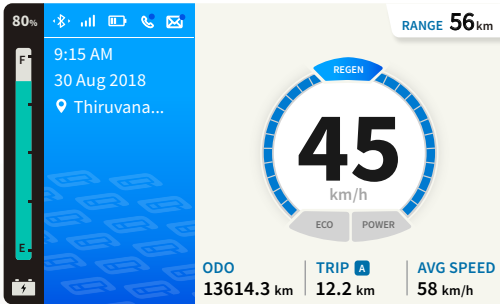 80%
F
E
9:15 AM
30 Aug 2018
Thiruvana...
RANGE 56km
REGEN
45
km/h
ECO
POWER
ODO
13614.3 km
TRIP A
12.2 km
AVG SPEED
58 km/h